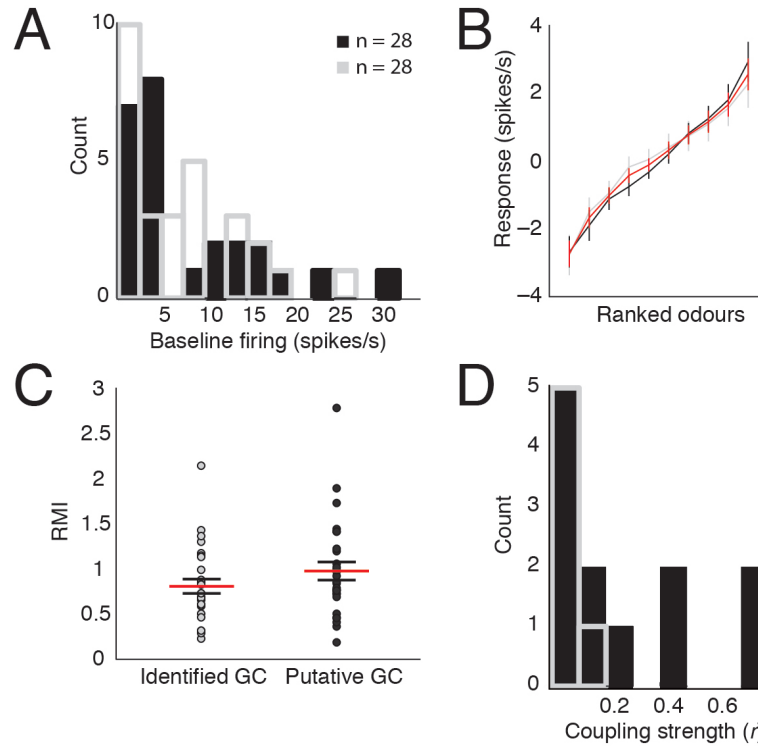 A
10
5
0
Count
n = 28
n = 28
5 10 15 20 25 30
Baseline firing (spikes/s)
B
4
2
0
−2
−4
Response (spikes/s)
Ranked odours
C
3
2.5
2
1.5
1
0.5
0
RMI
Identified GC Putative GC
D
5
4
3
2
1
0
Count
0.2 0.4 0.6
Coupling strength (r